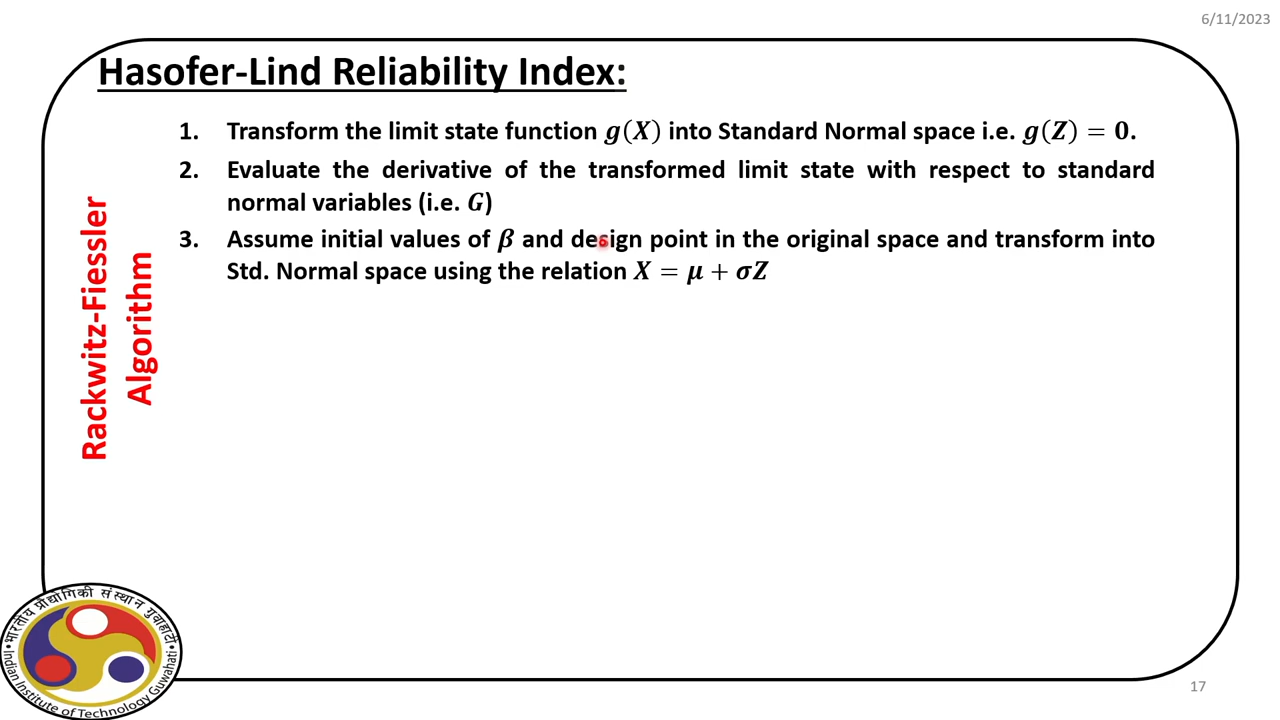 6/11/2023
Hasofer-Lind Reliability Index:
1. Transform the limit state function g(X) into Standard Normal space i.e. g(Z) = 0.
2. Evaluate the derivative of the transformed limit state with respect to standard
normal variables (i.e. G)
3. Assume initial values of β and design point in the original space and transform into
Std. Normal space using the relation X = μ + σZ
Rackwitz-Fiessler
Algorithm
भारतीय प्रौद्योगिकी संस्थान गुवाहाटी
Indian Institute of Technology Guwahati
17